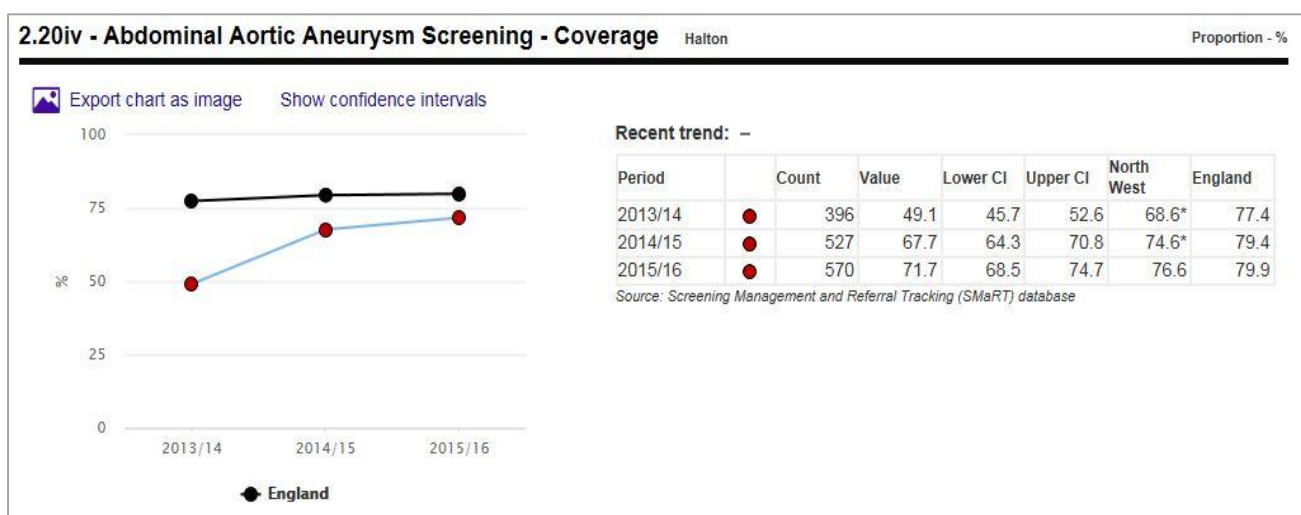 2.20iv - Abdominal Aortic Aneurysm Screening - Coverage Halton Proportion - %
Export chart as image Show confidence intervals
100
75
50
25
0
%
2013/14 2014/15 2015/16
England
Recent trend: –
Period Count Value Lower CI Upper CI North West England
2013/14 396 49.1 45.7 52.6 68.6* 77.4
2014/15 527 67.7 64.3 70.8 74.6* 79.4
2015/16 570 71.7 68.5 74.7 76.6 79.9
Source: Screening Management and Referral Tracking (SMaRT) database